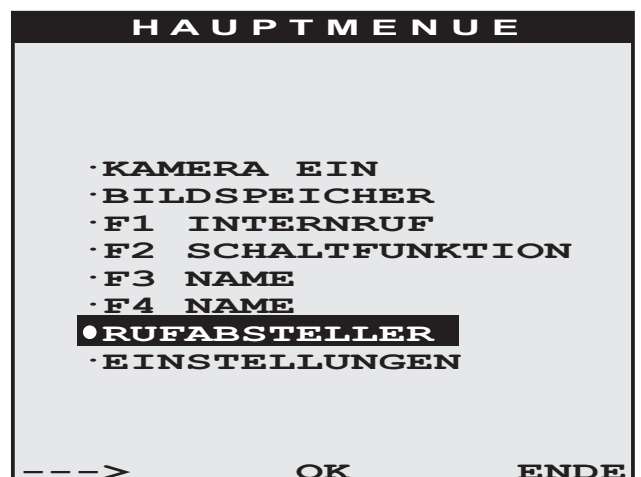 HAUPTMENUE
·KAMERA EIN
·BILDSPEICHER
·F1 INTERNRUF
·F2 SCHALTFUNKTION
·F3 NAME
·F4 NAME
●RUFABSTELLER
·EINSTELLUNGEN
---> OK ENDE